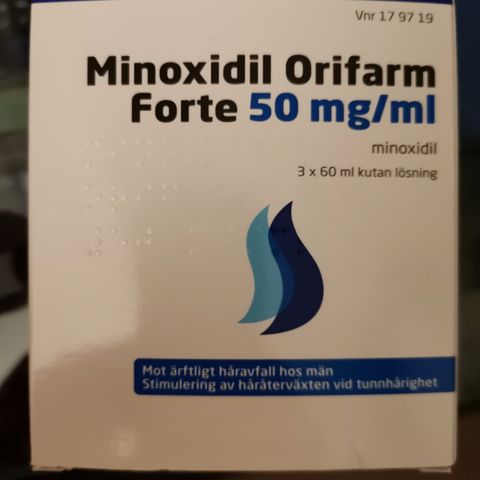 Vnr 17 97 19
Minoxidil Orifarm
Forte 50 mg/ml
minoxidil
3 x 60 ml kutan lösning
Mot ärftligt håravfall hos män
Stimulering av håråterväxten vid tunnhårighet